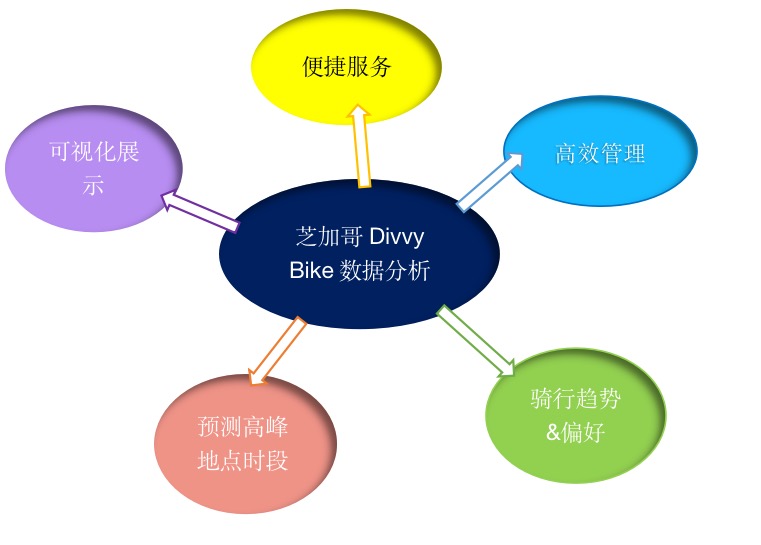 便捷服务
可视化展
示
高效管理
芝加哥 Divvy
Bike 数据分析
骑行趋势
&偏好
预测高峰
地点时段